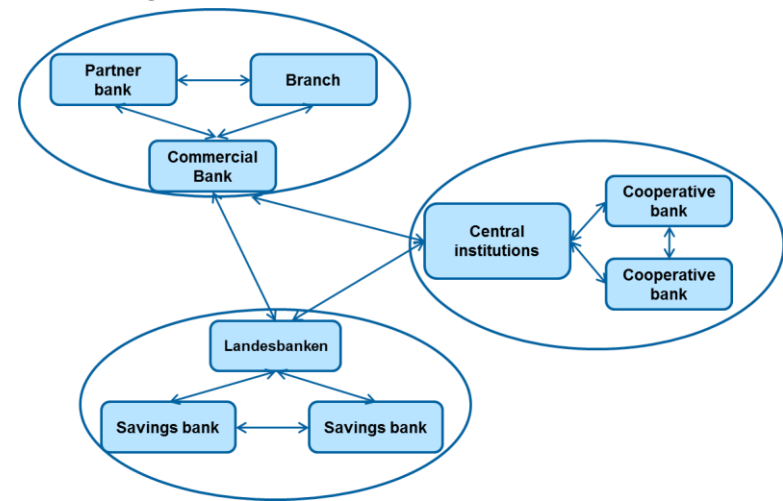 Partner
bank
Branch
Commercial
Bank
Central
institutions
Cooperative
bank
Cooperative
bank
Landesbanken
Savings bank
Savings bank